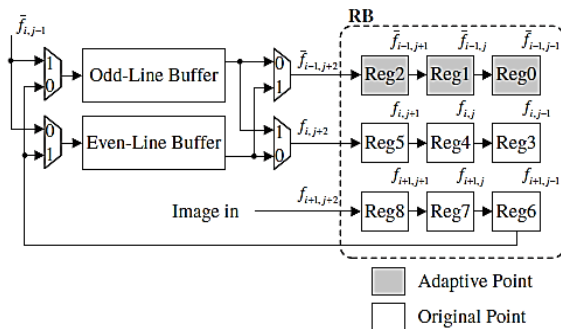 f̄i,j−1
RB
f̄i−1,j+1 f̄i−1,j f̄i−1,j−1
1 Odd-Line Buffer 0 f̄i−1,j+2 Reg2 Reg1 Reg0
0 1
fi,j+1 fi,j fi,j−1
0 Even-Line Buffer 1 fi,j+2 Reg5 Reg4 Reg3
1 0
fi+1,j+1 fi+1,j fi+1,j−1
Image in fi+1,j+2 Reg8 Reg7 Reg6
Adaptive Point
Original Point